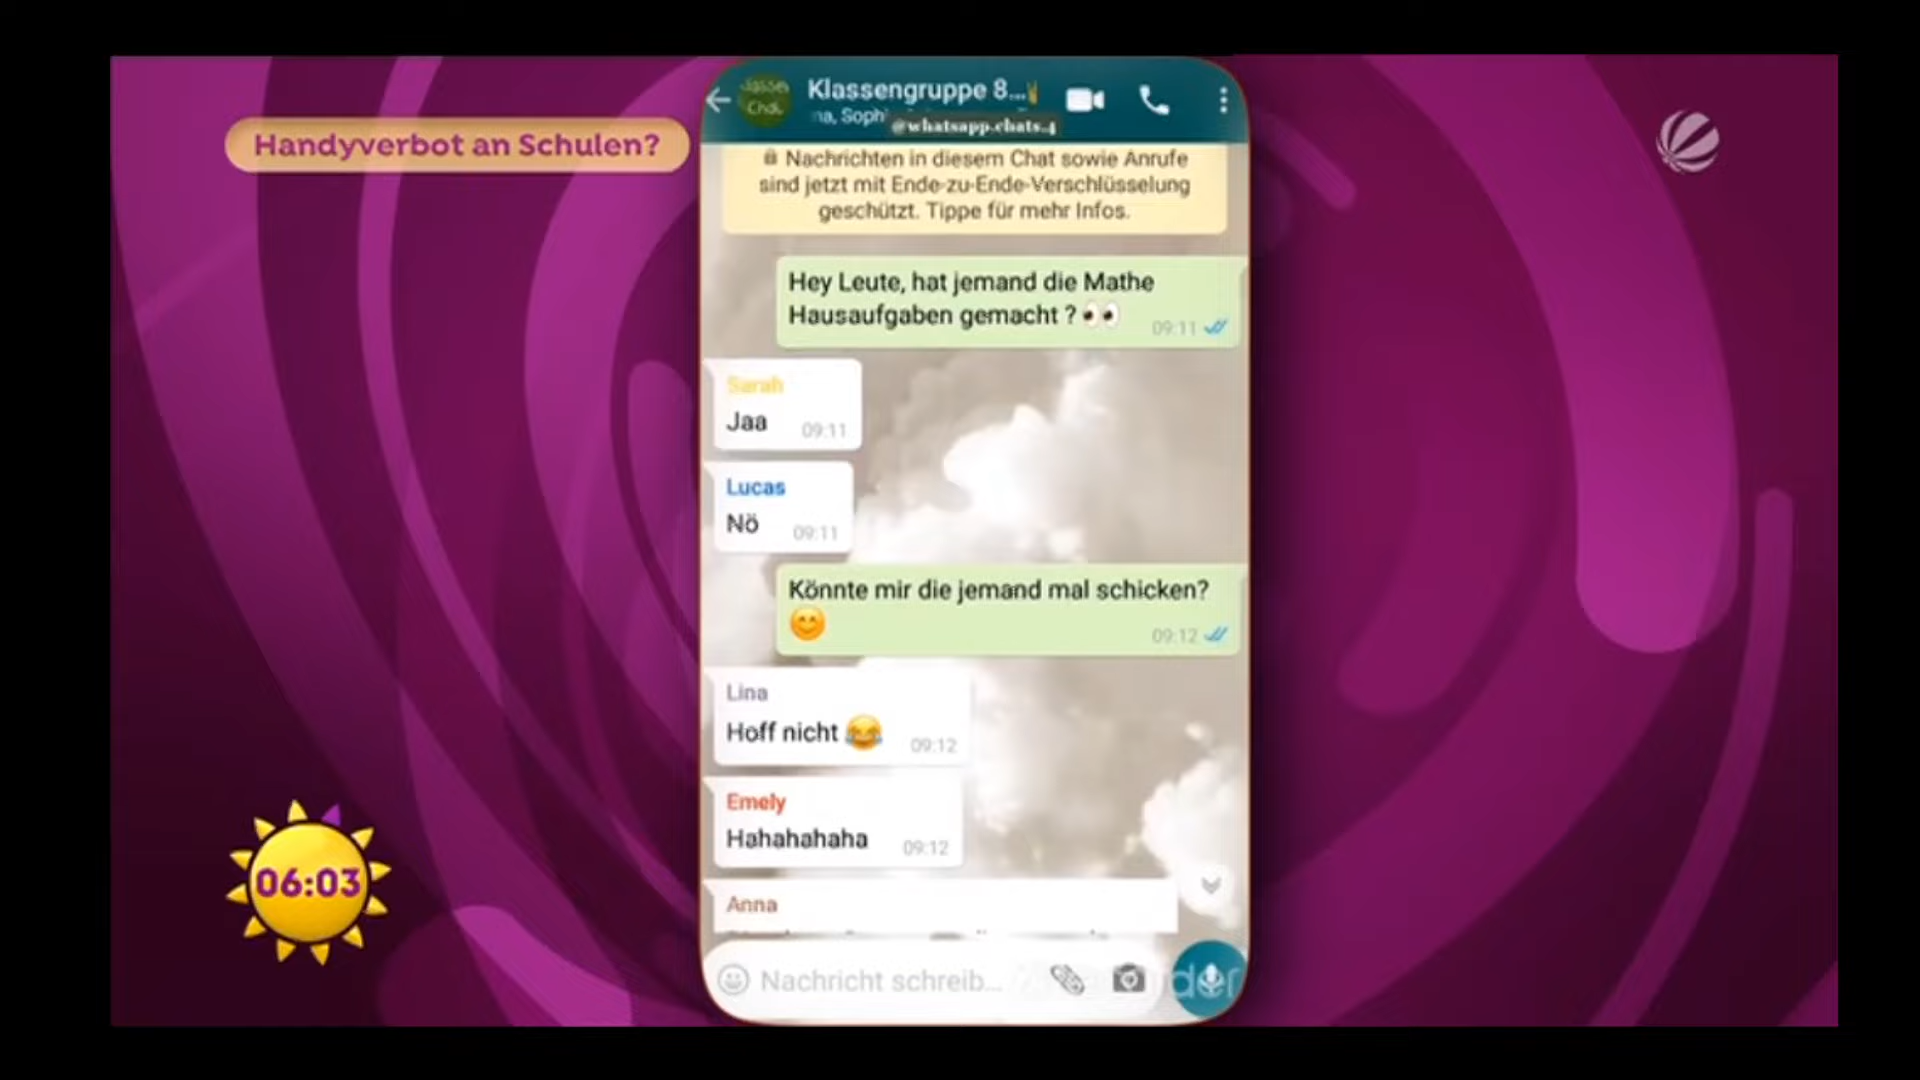 Handyverbot an Schulen?
Klassengruppe 8...
na, Soph
@whatsapp.chats_4
Nachrichten in diesem Chat sowie Anrufe
sind jetzt mit Ende-zu-Ende-Verschlüsselung
geschützt. Tippe für mehr Infos.
Hey Leute, hat jemand die Mathe
Hausaufgaben gemacht ? 👀
09:11
Sarah
Jaa 09:11
Lucas
Nö 09:11
Könnte mir die jemand mal schicken?
😊 09:12
Lina
Hoff nicht 😂 09:12
Emely
Hahahahaha 09:12
Anna
Nachricht schreib...
06:03